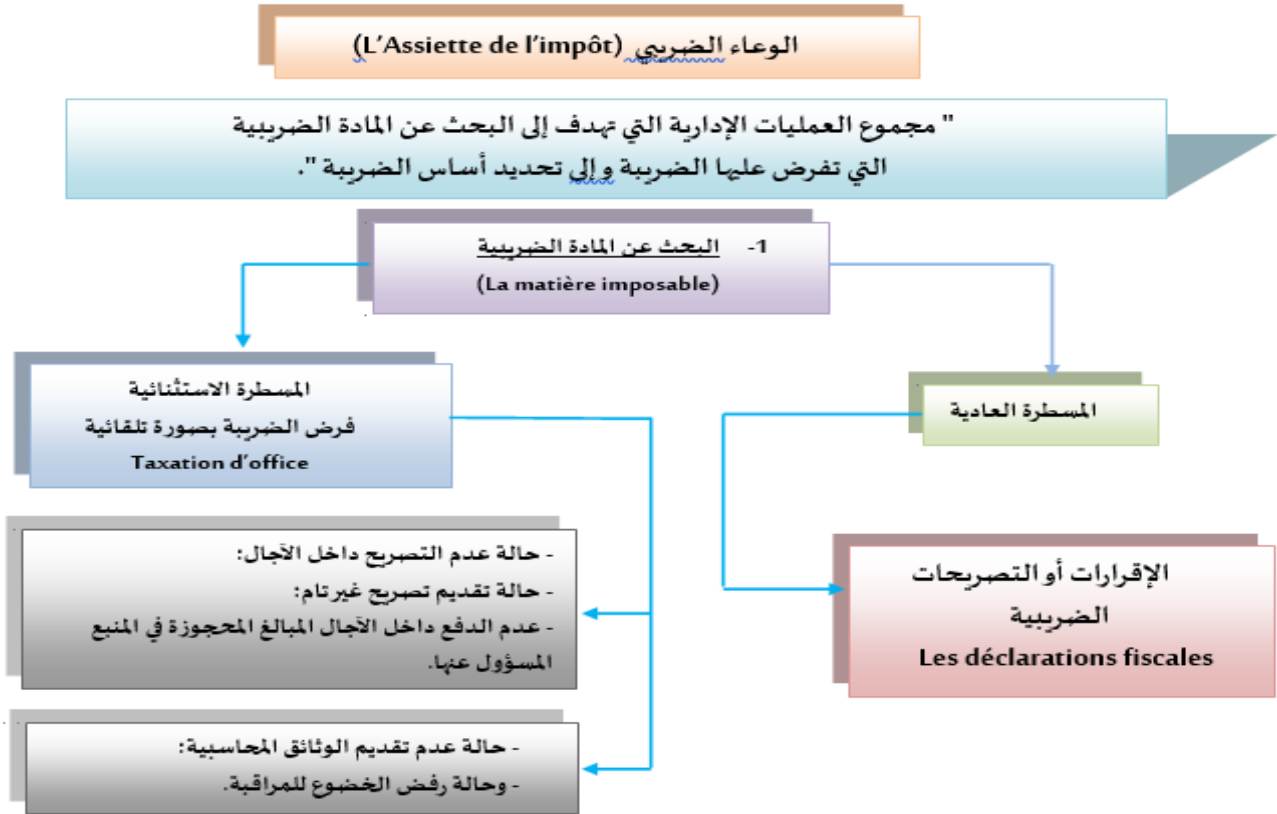 الوعاء الضريبي (L'Assiette de l'impôt)
" مجموع العمليات الإدارية التي تهدف إلى البحث عن المادة الضريبية
التي تفرض عليها الضريبة وإلى تحديد أساس الضريبة ".
1- البحث عن المادة الضريبية
(La matière imposable)
المسطرة العادية
الإقرارات أو التصريحات
الضريبية
Les déclarations fiscales
المسطرة الاستثنائية
فرض الضريبة بصورة تلقائية
Taxation d'office
- حالة عدم التصريح داخل الآجال:
- حالة تقديم تصريح غير تام:
- عدم الدفع داخل الآجال المبالغ المحجوزة في المنبع
المسؤول عنها.
- حالة عدم تقديم الوثائق المحاسبية:
- وحالة رفض الخضوع للمراقبة.